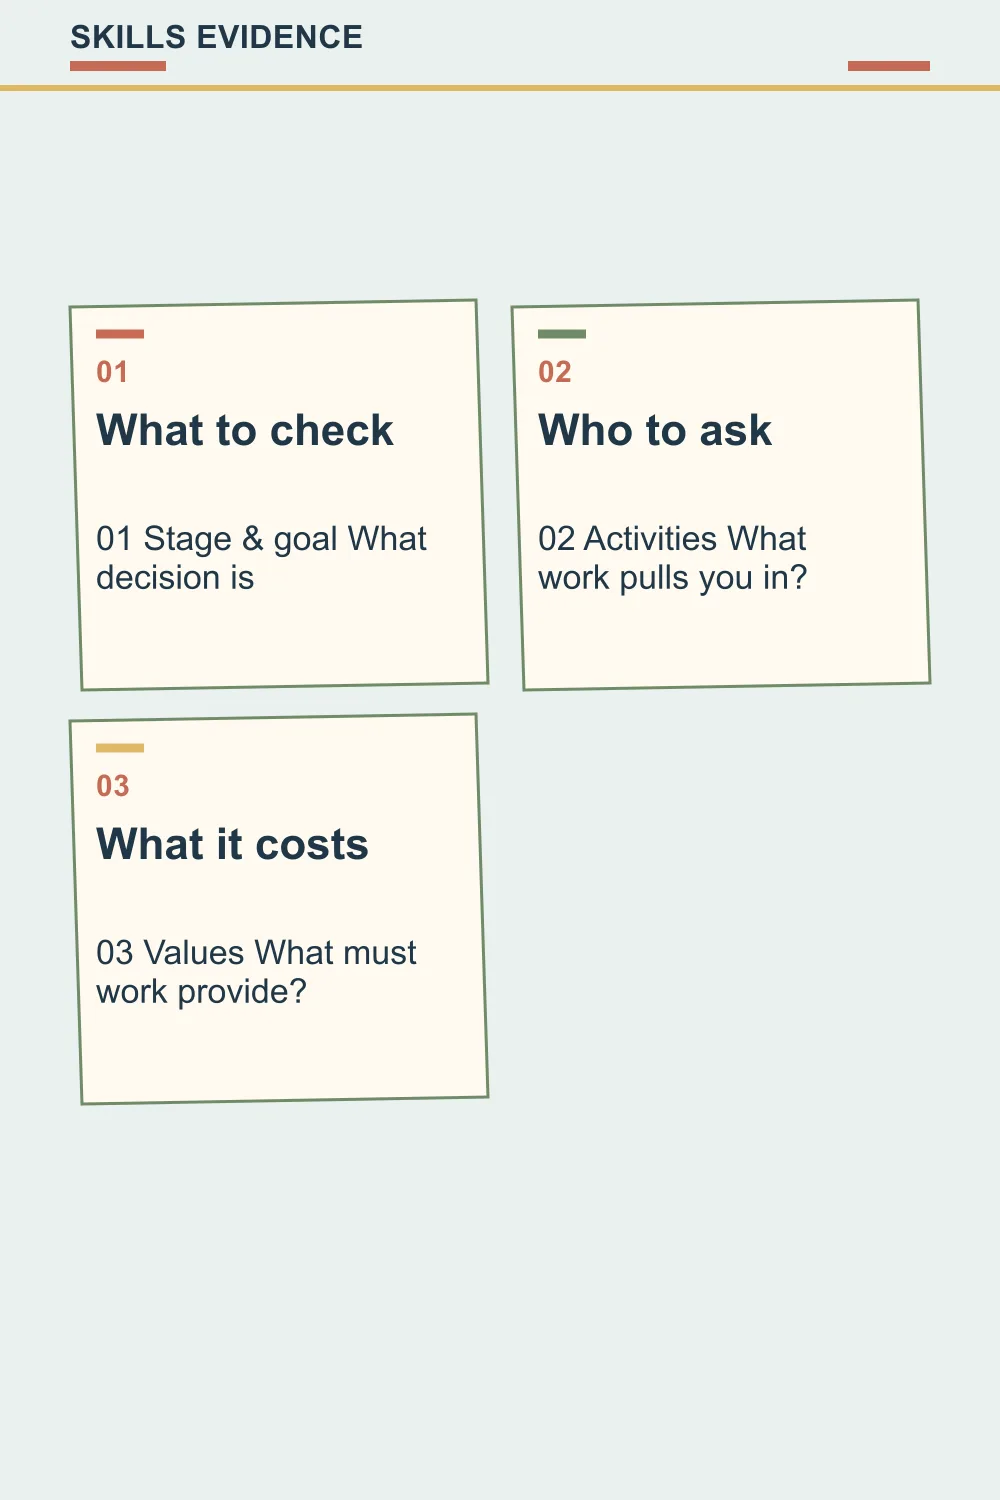 SKILLS EVIDENCE
01
What to check
01 Stage & goal What
decision is
02
Who to ask
02 Activities What
work pulls you in?
03
What it costs
03 Values What must
work provide?